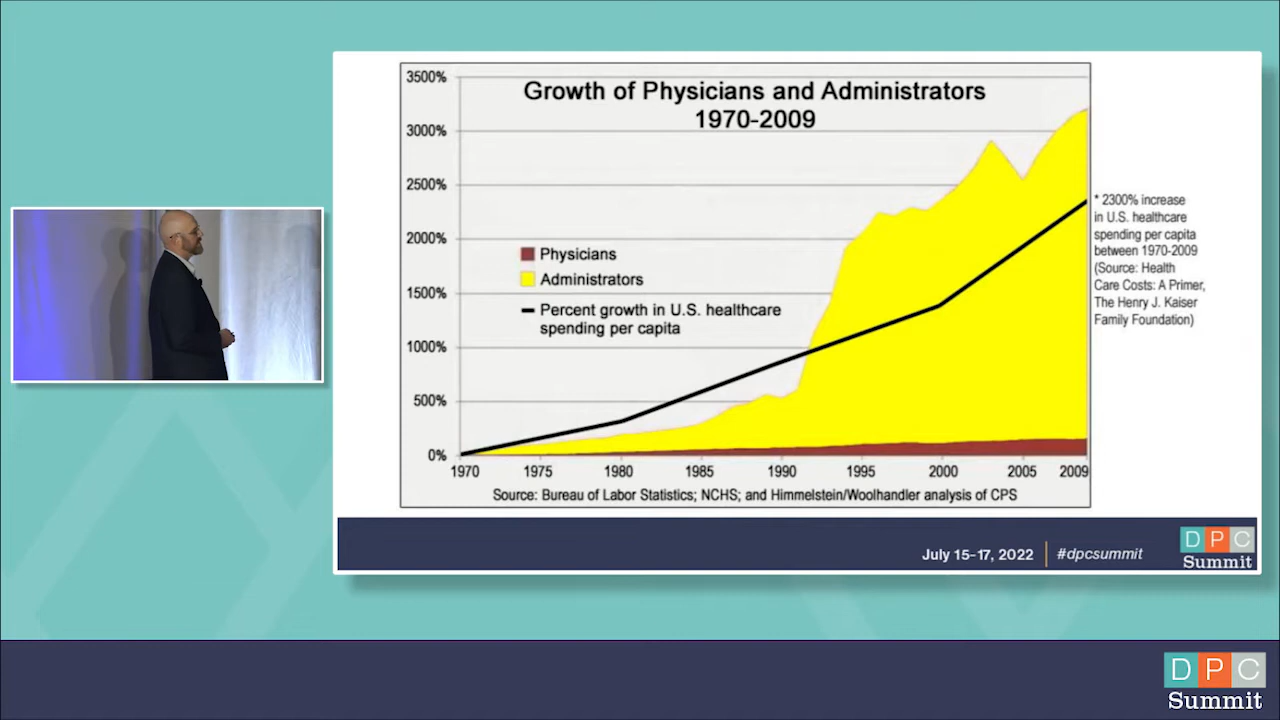 Growth of Physicians and Administrators
1970-2009
3500%
3000%
2500%
2000%
1500%
1000%
500%
0%
Physicians
Administrators
Percent growth in U.S. healthcare
spending per capita
1970
1975
1980
1985
1990
1995
2000
2005
2009
Source: Bureau of Labor Statistics; NCHS; and Himmelstein/Woolhandler analysis of CPS
* 2300% increase
in U.S. healthcare
spending per capita
between 1970-2009
(Source: Health
Care Costs: A Primer,
The Henry J. Kaiser
Family Foundation)
July 15–17, 2022 | #dpcsummit
DPC
Summit
DPC
Summit